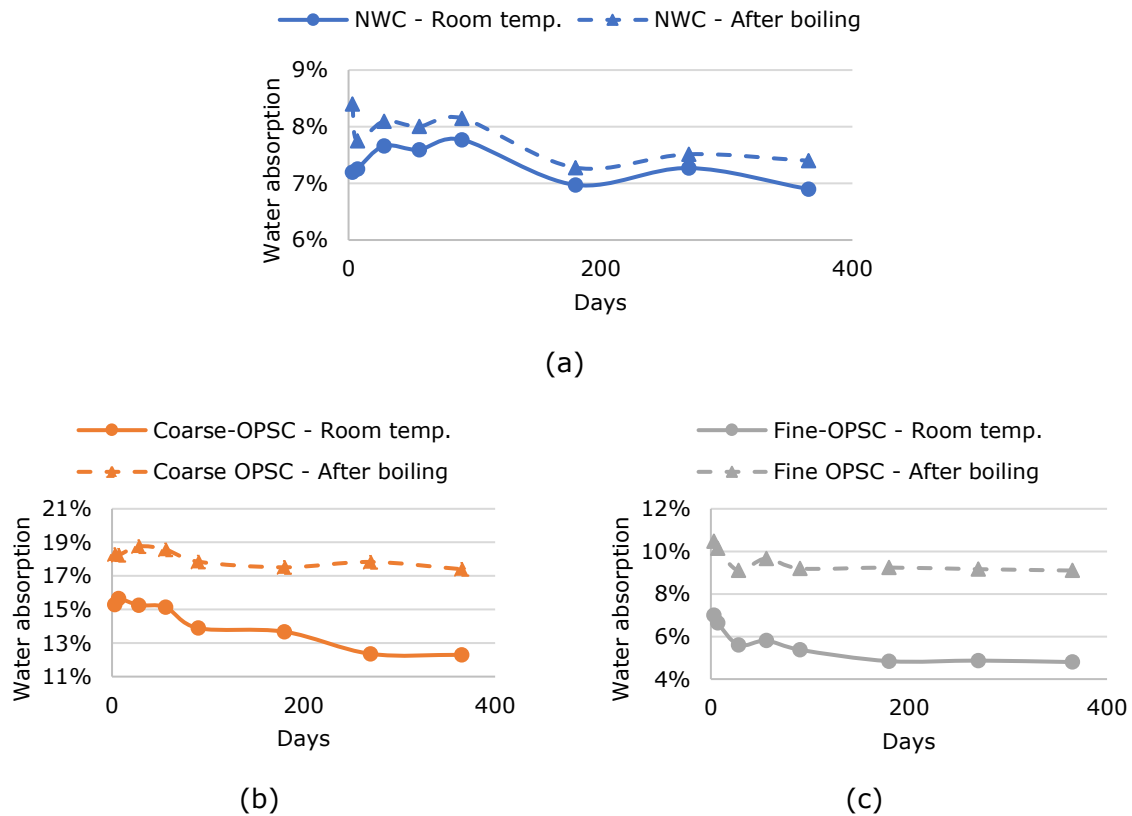 NWC - Room temp. NWC - After boiling
9%
8%
7%
6%
Water absorption
0 200 400
Days
(a)
Coarse-OPSC - Room temp.
Coarse OPSC - After boiling
21%
19%
17%
15%
13%
11%
Water absorption
0 200 400
Days
(b)
Fine-OPSC - Room temp.
Fine OPSC - After boiling
12%
10%
8%
6%
4%
Water absorption
0 200 400
Days
(c)